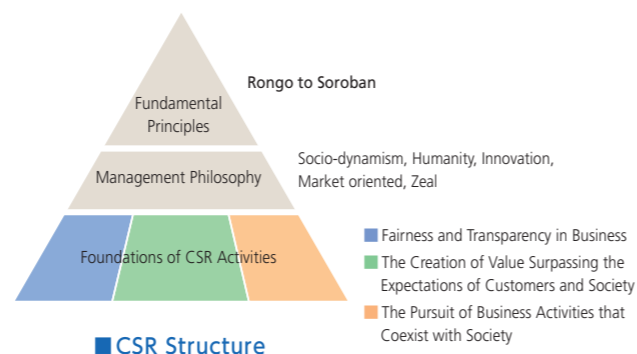 Rongo to Soroban
Fundamental
Principles
Socio-dynamism, Humanity, Innovation,
Market oriented, Zeal
Management Philosophy
Foundations of CSR Activities
Fairness and Transparency in Business
The Creation of Value Surpassing the
Expectations of Customers and Society
The Pursuit of Business Activities that
Coexist with Society
CSR Structure